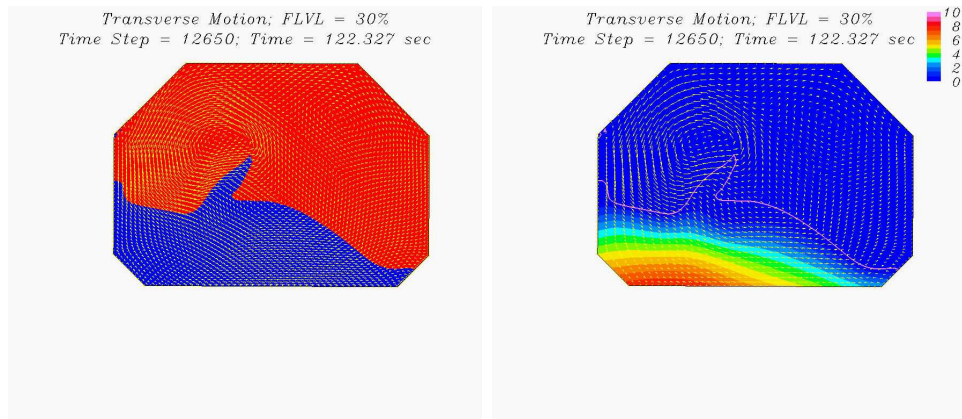 Transverse Motion; FLVL = 30%
Time Step = 12650; Time = 122.327 sec
Transverse Motion; FLVL = 30%
Time Step = 12650; Time = 122.327 sec
10
8
6
4
2
0